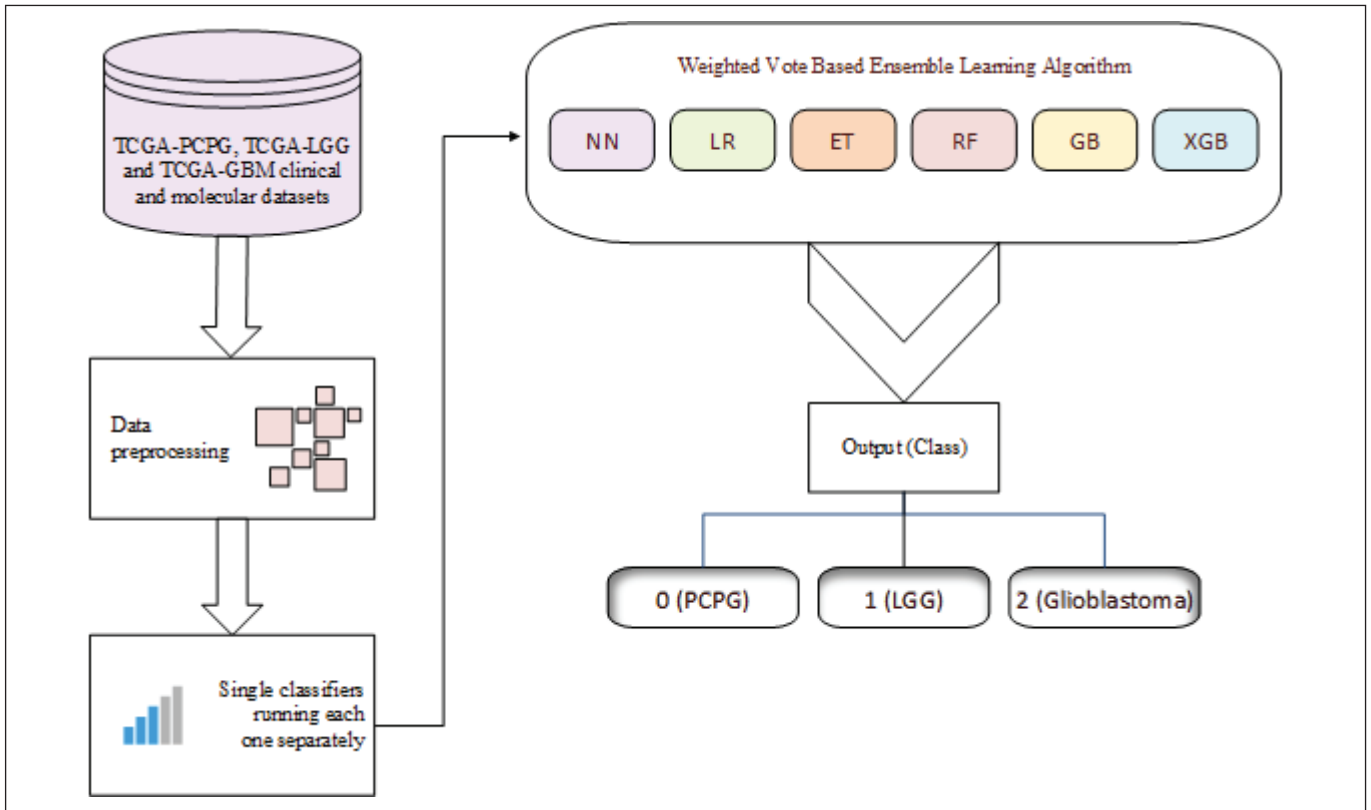 TCGA-PCPG, TCGA-LGG
and TCGA-GBM clinical
and molecular datasets
Data
preprocessing
Single classifiers
running each
one separately
Weighted Vote Based Ensemble Learning Algorithm
NN
LR
ET
RF
GB
XGB
Output (Class)
0 (PCPG)
1 (LGG)
2 (Glioblastoma)